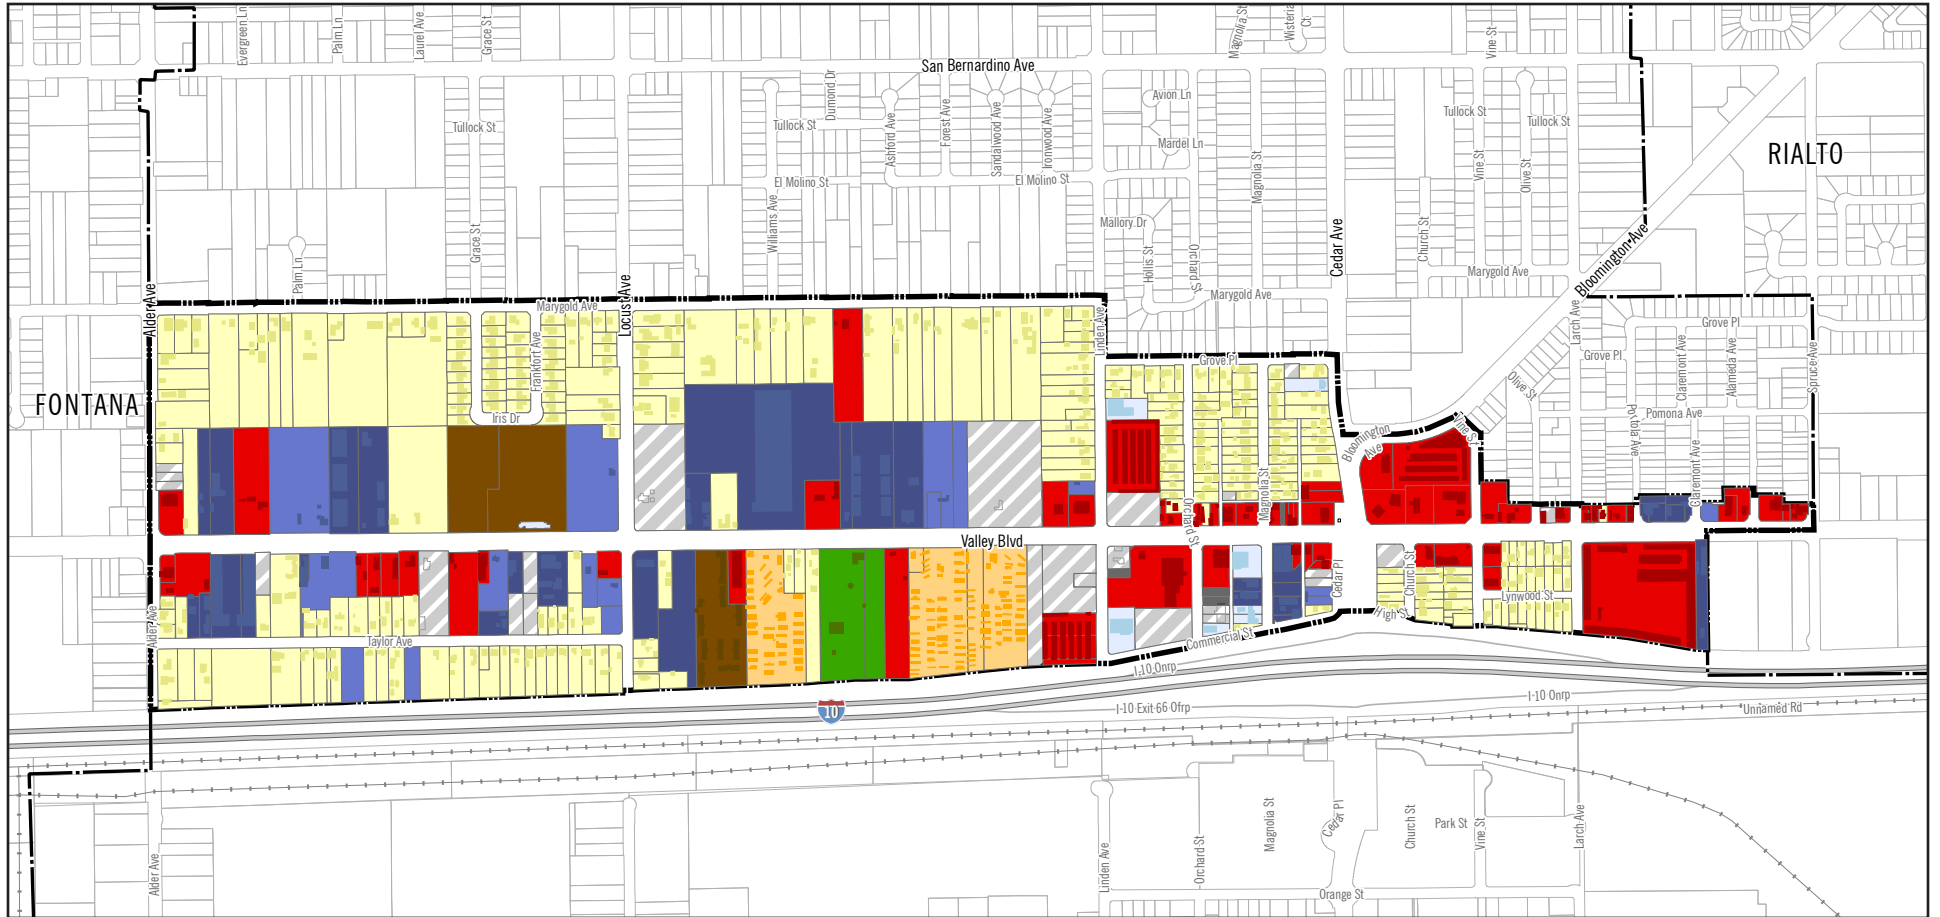 Evergreen Ln
Palm Ln
Laurel Ave
Grace St
Magnolia St
Wisteria
Ct
Vine St
San Bernardino Ave
Dumond Dr
Avion Ln
Tullock St
Tullock St
Tullock St
Tullock St
Ashford Ave
Forest Ave
Sandalwood Ave
Ironwood Ave
Mardel Ln
RIALTO
El Molino St
El Molino St
Magnolia St
Vine St
Olive St
Williams Ave
Mallory Dr
Grace St
Palm Ln
Hollis St
Orchard St
Cedar Ave
Church St
Bloomington Ave
Marygold Ave
Marygold Ave
Marygold Ave
Alder Ave
Locust Ave
Linden Ave
Larch Ave
Grove Pl
Grove Pl
Grove Pl
Frankfort Ave
Claremont Ave
Alameda Ave
Spruce Ave
FONTANA
Iris Dr
Olive St
Pomona Ave
Portola Ave
Vine St
Bloomington
Ave
Claremont Ave
Magnolia St
Orchard St
Valley Blvd
Cedar Pl
Church St
Lynwood St
Alder Ave
Taylor Ave
High St
Commercial St
I-10 Onrp
10
I-10 Exit 66 Ofrp
I-10 Onrp
Unnamed Rd
Alder Ave
Linden Ave
Orchard St
Magnolia St
Cedar Pl
Church St
Park St
Vine St
Larch Ave
Orange St